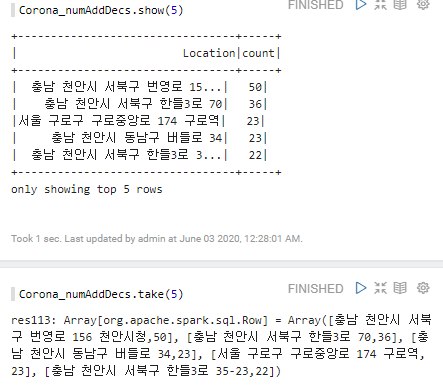 Corona_numAddDecs.show(5)
FINISHED
+----------------------------------+-----+
|                          Location|count|
+----------------------------------+-----+
| 충남 천안시 서북구 번영로 15...| 50|
| 충남 천안시 서북구 한들3로 70| 36|
|서울 구로구 구로중앙로 174 구로역| 23|
| 충남 천안시 동남구 버들로 34| 23|
| 충남 천안시 서북구 한들3로 3...| 22|
+----------------------------------+-----+
only showing top 5 rows
Took 1 sec. Last updated by admin at June 03 2020, 12:28:01 AM.
Corona_numAddDecs.take(5)
FINISHED
res113: Array[org.apache.spark.sql.Row] = Array([충남 천안시 서북
구 번영로 156 천안시청,50], [충남 천안시 서북구 한들3로 70,36], [충
남 천안시 동남구 버들로 34,23], [서울 구로구 구로중앙로 174 구로역,
23], [충남 천안시 서북구 한들3로 35-23,22])